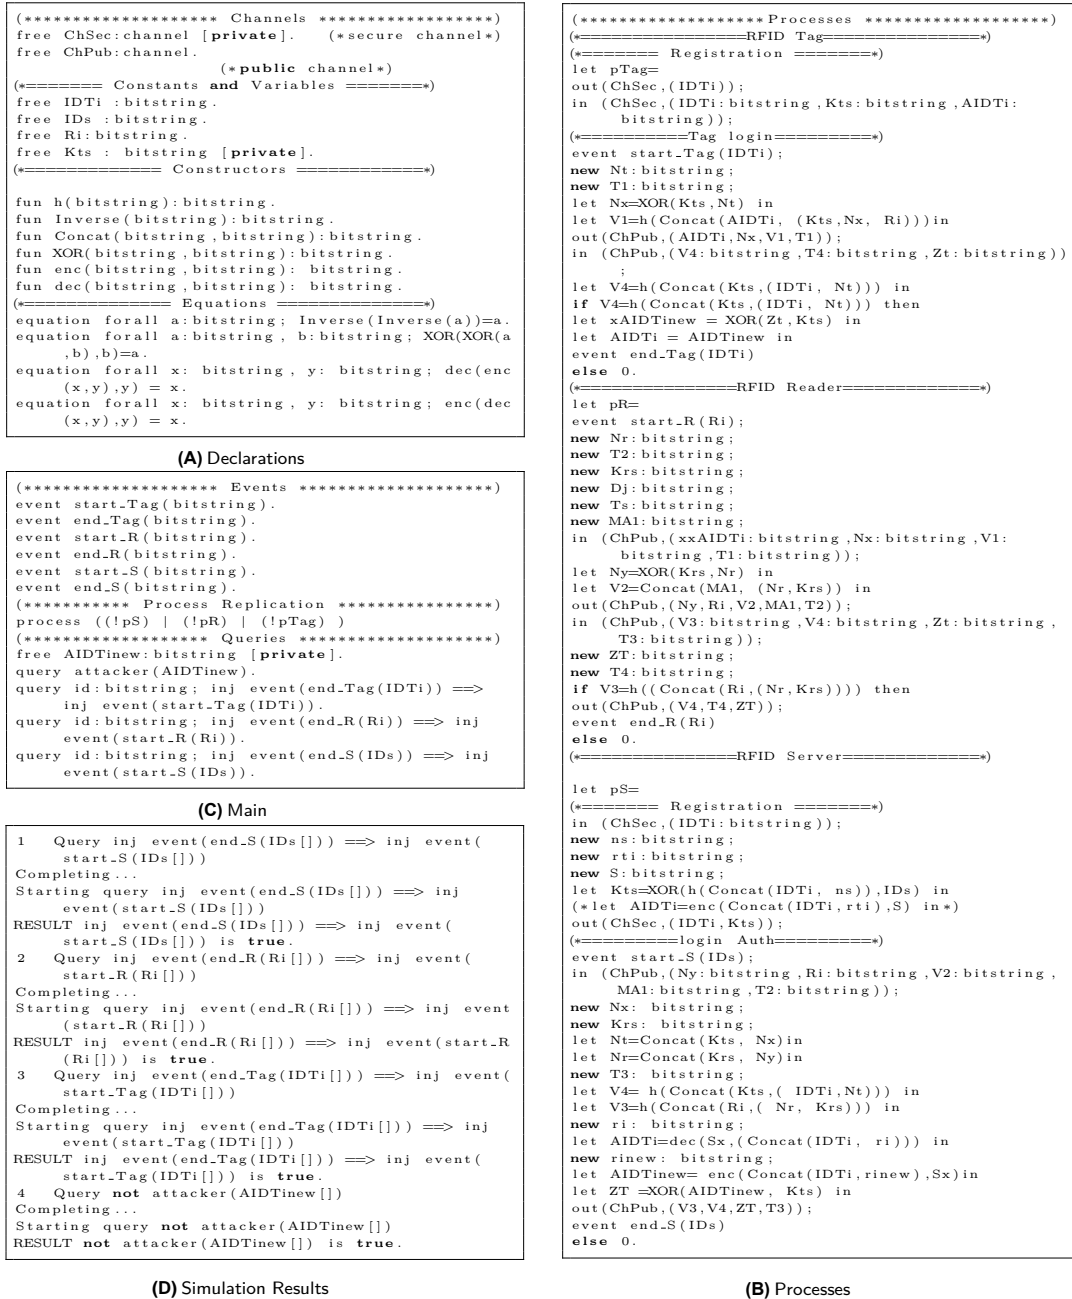 (******************** Channels ******************)
free ChSec:channel [private]. (*secure channel*)
free ChPub:channel.
(*public channel*)
(*======= Constants and Variables =======*)
free IDTi :bitstring.
free IDs :bitstring.
free Ri:bitstring.
free Kts : bitstring [private].
(*============= Constructors ============*)
fun h(bitstring):bitstring.
fun Inverse(bitstring):bitstring.
fun Concat(bitstring,bitstring):bitstring.
fun XOR(bitstring,bitstring):bitstring.
fun enc(bitstring,bitstring): bitstring.
fun dec(bitstring,bitstring): bitstring.
(*============== Equations ==============*)
equation forall a:bitstring; Inverse(Inverse(a))=a.
equation forall a:bitstring, b:bitstring; XOR(XOR(a
,b),b)=a.
equation forall x: bitstring, y: bitstring; dec(enc
(x,y),y) = x.
equation forall x: bitstring, y: bitstring; enc(dec
(x,y),y) = x.
(A) Declarations
(******************** Events ********************)
event start_Tag(bitstring).
event end_Tag(bitstring).
event start_R(bitstring).
event end_R(bitstring).
event start_S(bitstring).
event end_S(bitstring).
(*********** Process Replication ****************)
process ((!pS) | (!pR) | (!pTag) )
(******************* Queries ********************)
free AIDTinew:bitstring [private].
query attacker(AIDTinew).
query id:bitstring; inj event(end_Tag(IDTi)) ==>
inj event(start_Tag(IDTi)).
query id:bitstring; inj event(end_R(Ri)) ==> inj
event(start_R(Ri)).
query id:bitstring; inj event(end_S(IDs)) ==> inj
event(start_S(IDs)).
(C) Main
1 Query inj event(end_S(IDs[])) ==> inj event(
start_S(IDs[]))
Completing...
Starting query inj event(end_S(IDs[])) ==> inj
event(start_S(IDs[]))
RESULT inj event(end_S(IDs[])) ==> inj event(
start_S(IDs[])) is true.
2 Query inj event(end_R(Ri[])) ==> inj event(
start_R(Ri[]))
Completing...
Starting query inj event(end_R(Ri[])) ==> inj event
(start_R(Ri[]))
RESULT inj event(end_R(Ri[])) ==> inj event(start_R
(Ri[])) is true.
3 Query inj event(end_Tag(IDTi[])) ==> inj event(
start_Tag(IDTi[]))
Completing...
Starting query inj event(end_Tag(IDTi[])) ==> inj
event(start_Tag(IDTi[]))
RESULT inj event(end_Tag(IDTi[])) ==> inj event(
start_Tag(IDTi[])) is true.
4 Query not attacker(AIDTinew[])
Completing...
Starting query not attacker(AIDTinew[])
RESULT not attacker(AIDTinew[]) is true.
(D) Simulation Results
(*******************Processes *******************)
(*================RFID Tag===============*)
(*======= Registration =======*)
let pTag=
out(ChSec,(IDTi));
in (ChSec,(IDTi:bitstring,Kts:bitstring,AIDTi:
bitstring));
(*==========Tag login=========*)
event start_Tag(IDTi);
new Nt:bitstring;
new T1:bitstring;
let Nx=XOR(Kts,Nt) in
let V1=h(Concat(AIDTi, (Kts,Nx, Ri)))in
out(ChPub,(AIDTi,Nx,V1,T1));
in (ChPub,(V4:bitstring,T4:bitstring,Zt:bitstring))
;
let V4=h(Concat(Kts,(IDTi, Nt))) in
if V4=h(Concat(Kts,(IDTi, Nt))) then
let xAIDTinew = XOR(Zt,Kts) in
let AIDTi = AIDTinew in
event end_Tag(IDTi)
else 0.
(*===============RFID Reader=============*)
let pR=
event start_R(Ri);
new Nr:bitstring;
new T2:bitstring;
new Krs:bitstring;
new Dj:bitstring;
new Ts:bitstring;
new MA1:bitstring;
in (ChPub,(xxAIDTi:bitstring,Nx:bitstring,V1:
bitstring,T1:bitstring));
let Ny=XOR(Krs,Nr) in
let V2=Concat(MA1, (Nr,Krs)) in
out(ChPub,(Ny,Ri,V2,MA1,T2));
in (ChPub,(V3:bitstring,V4:bitstring,Zt:bitstring,
T3:bitstring));
new ZT:bitstring;
new T4:bitstring;
if V3=h((Concat(Ri,(Nr,Krs)))) then
out(ChPub,(V4,T4,ZT));
event end_R(Ri)
else 0.
(*===============RFID Server=============*)
let pS=
(*======= Registration =======*)
in (ChSec,(IDTi:bitstring));
new ns:bitstring;
new rti:bitstring;
new S:bitstring;
let Kts=XOR(h(Concat(IDTi, ns)),IDs) in
(*let AIDTi=enc(Concat(IDTi,rti),S) in*)
out(ChSec,(IDTi,Kts));
(*=========login Auth=========*)
event start_S(IDs);
in (ChPub,(Ny:bitstring,Ri:bitstring,V2:bitstring,
MA1:bitstring,T2:bitstring));
new Nx: bitstring;
new Krs: bitstring;
let Nt=Concat(Kts, Nx)in
let Nr=Concat(Krs, Ny)in
new T3: bitstring;
let V4= h(Concat(Kts,( IDTi,Nt))) in
let V3=h(Concat(Ri,( Nr, Krs))) in
new ri: bitstring;
let AIDTi=dec(Sx,(Concat(IDTi, ri))) in
new rinew: bitstring;
let AIDTinew= enc(Concat(IDTi,rinew),Sx)in
let ZT =XOR(AIDTinew, Kts) in
out(ChPub,(V3,V4,ZT,T3));
event end_S(IDs)
else 0.
(B) Processes